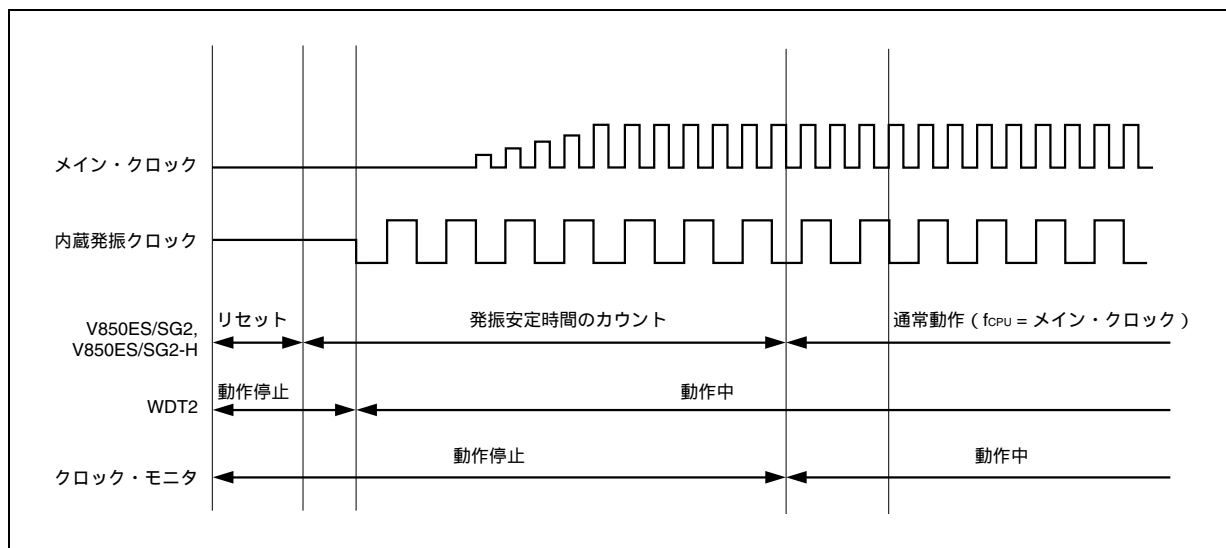 メイン・クロック
内蔵発振クロック
V850ES/SG2,
V850ES/SG2-H
リセット
発振安定時間のカウント
通常動作（fCPU = メイン・クロック）
WDT2
動作停止
動作中
クロック・モニタ
動作停止
動作中